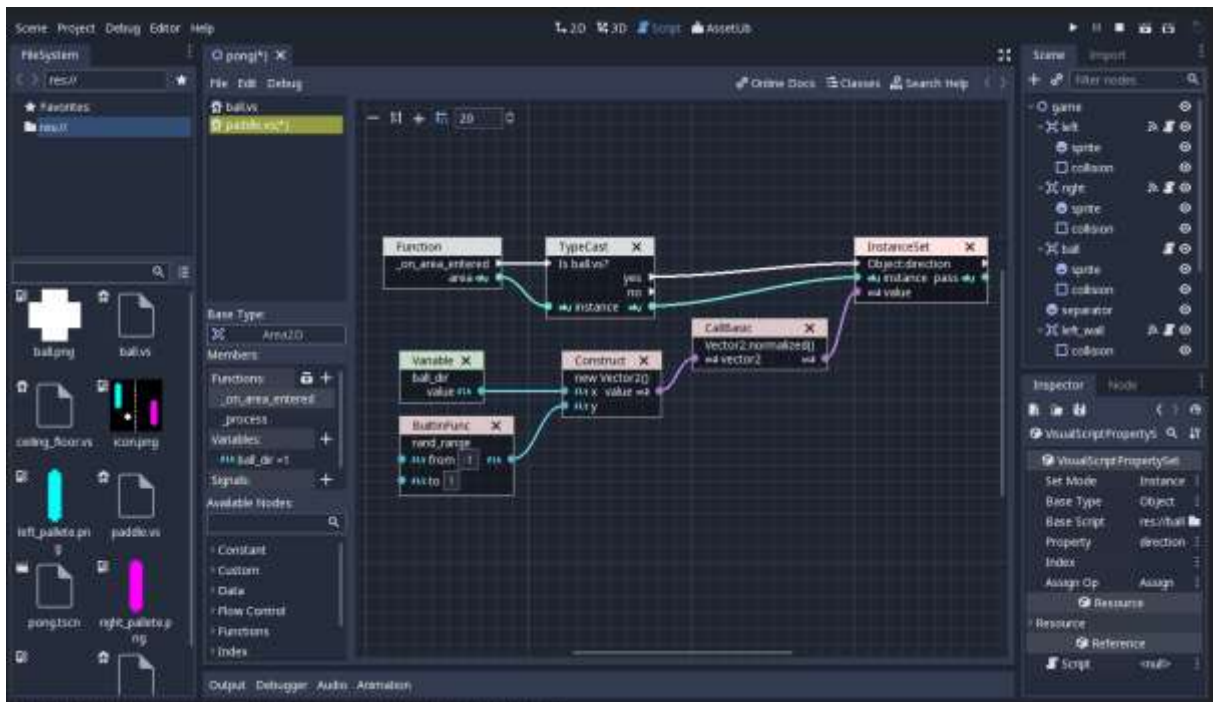 Scene Project Debug Editor Help
2D 3D Script AssetLib
FileSystem
res://
Favorites
res://
ball.png
ball.vs
ceiling_floor.vs
icon.png
left_pallete.pn
g
paddle.vs
pong.tscn
right_pallete.p
ng
pong(*)
File Edit Debug
Online Docs Classes Search Help
ball.vs
paddle.vs(*)
Base Type:
Area2D
Members:
Functions:
_on_area_entered
_process
Variables:
ball_dir =1
Signals:
Available Nodes:
Constant
Custom
Data
Flow Control
Functions
Index
20
Function
_on_area_entered
area
TypeCast
Is ball.vs?
yes
no
instance
InstanceSet
Object:direction
instance pass
value
CallBasic
Vector2.normalized()
vector2
Variable
ball_dir
value
Construct
new Vector2()
x value
y
BuiltinFunc
rand_range
from -1
to 1
Output Debugger Audio Animation
Scene Import
Filter nodes
game
left
sprite
collision
right
sprite
collision
ball
sprite
collision
separator
left_wall
collision
Inspector Node
VisualScriptPropertyS
VisualScriptPropertySet
Set Mode Instance
Base Type Object
Base Script res://ball
Property direction
Index
Assign Op Assign
Resource
Resource
Reference
Script <null>